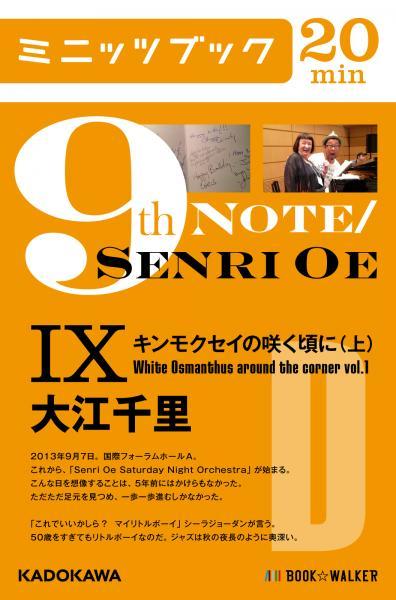 ミニッツブック
20
min
9th NOTE/
SENRI OE
IX
キンモクセイの咲く頃に(上)
White Osmanthus around the corner vol.1
大江千里
D
2013年9月7日。国際フォーラムホールA。
これから、「Senri Oe Saturday Night Orchestra」が始まる。
こんな日を想像することは、5年前にはかけらもなかった。
ただただ足元を見つめ、一歩一歩進むしかなかった。
「これでいいかしら? マイリトルボーイ」シーラジョーダンが言う。
50歳をすぎてもリトルボーイなのだ。ジャズは秋の夜長のように奥深い。
KADOKAWA
BOOK☆WALKER